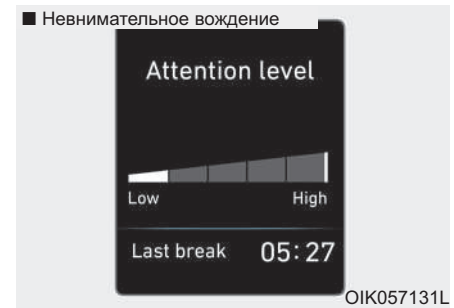 ■ Невнимательное вождение
Attention level
Low High
Last break 05:27
OIK057131L